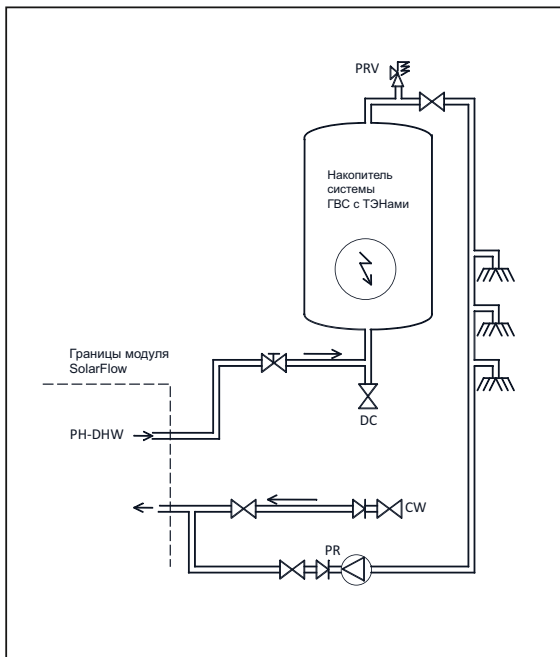 PRV
Накопитель
системы
ГВС с ТЭНами
Границы модуля
SolarFlow
PH-DHW
DC
CW
PR